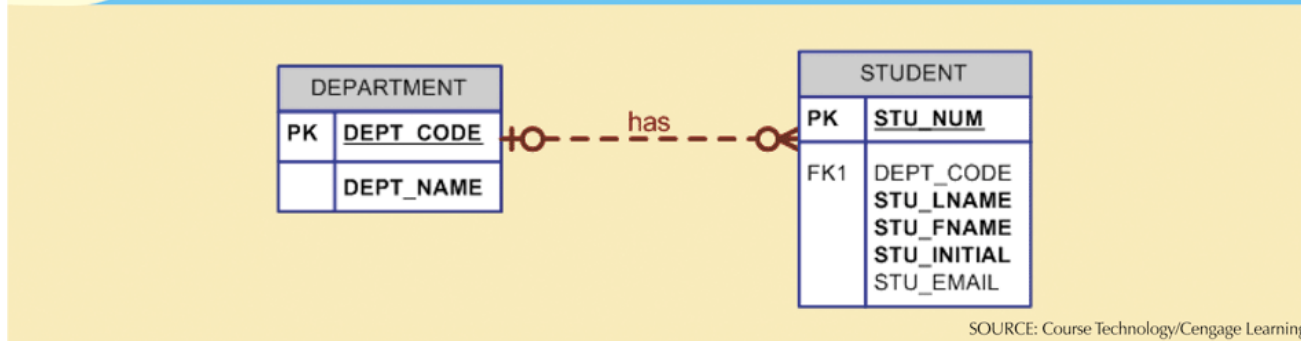 DEPARTMENT
PK DEPT_CODE
DEPT_NAME
has
STUDENT
PK STU_NUM
FK1 DEPT_CODE
STU_LNAME
STU_FNAME
STU_INITIAL
STU_EMAIL
SOURCE: Course Technology/Cengage Learning